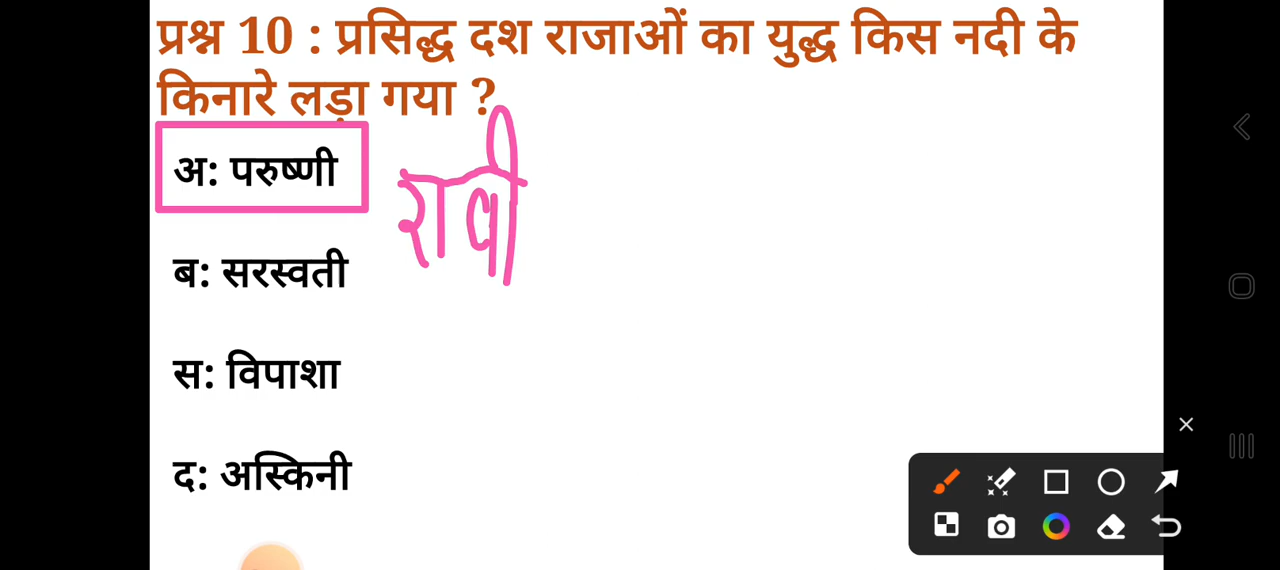 प्रश्न 10 : प्रसिद्ध दश राजाओं का युद्ध किस नदी के
किनारे लड़ा गया ?
अ: परुष्णी
रावी
ब: सरस्वती
स: विपाशा
द: अस्किनी